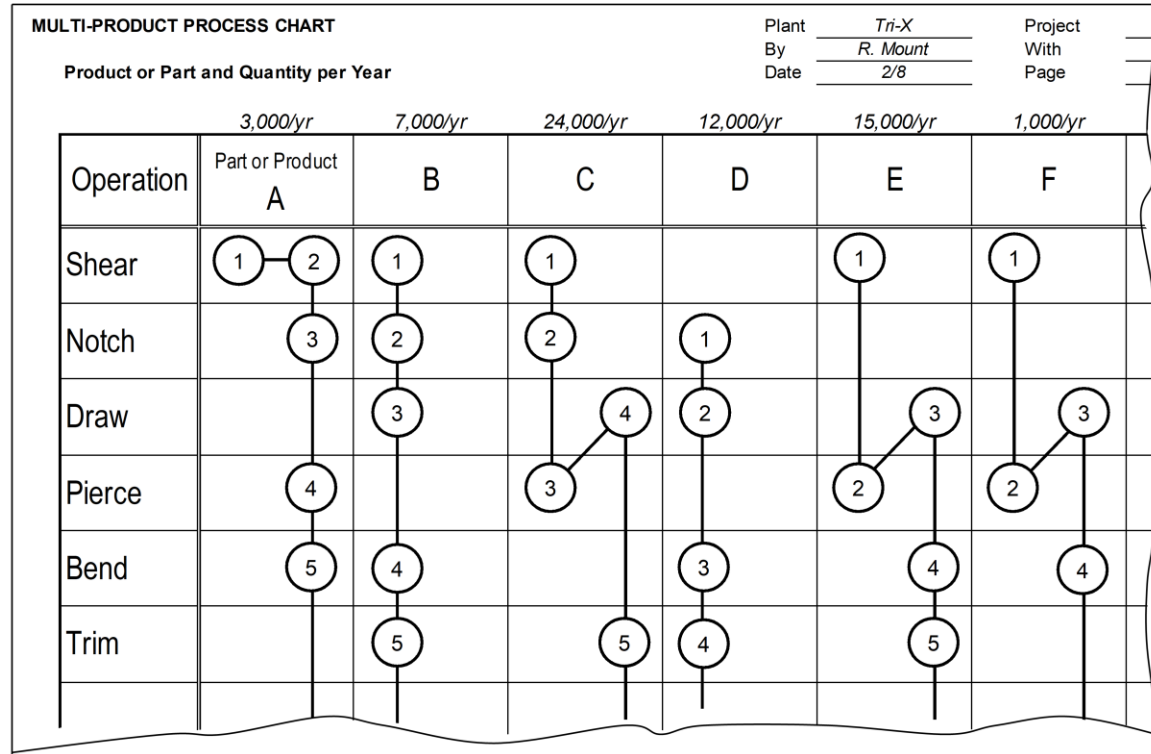 MULTI-PRODUCT PROCESS CHART
Plant Tri-X Project
By R. Mount With
Product or Part and Quantity per Year
Date 2/8 Page
3,000/yr 7,000/yr 24,000/yr 12,000/yr 15,000/yr 1,000/yr
Operation Part or Product A B C D E F
Shear 1 2 1 1 1 1
Notch 3 2 2 1
Draw 3 4 2 3 3
Pierce 4 3 2 2
Bend 5 4 3 4 4
Trim 5 5 4 5